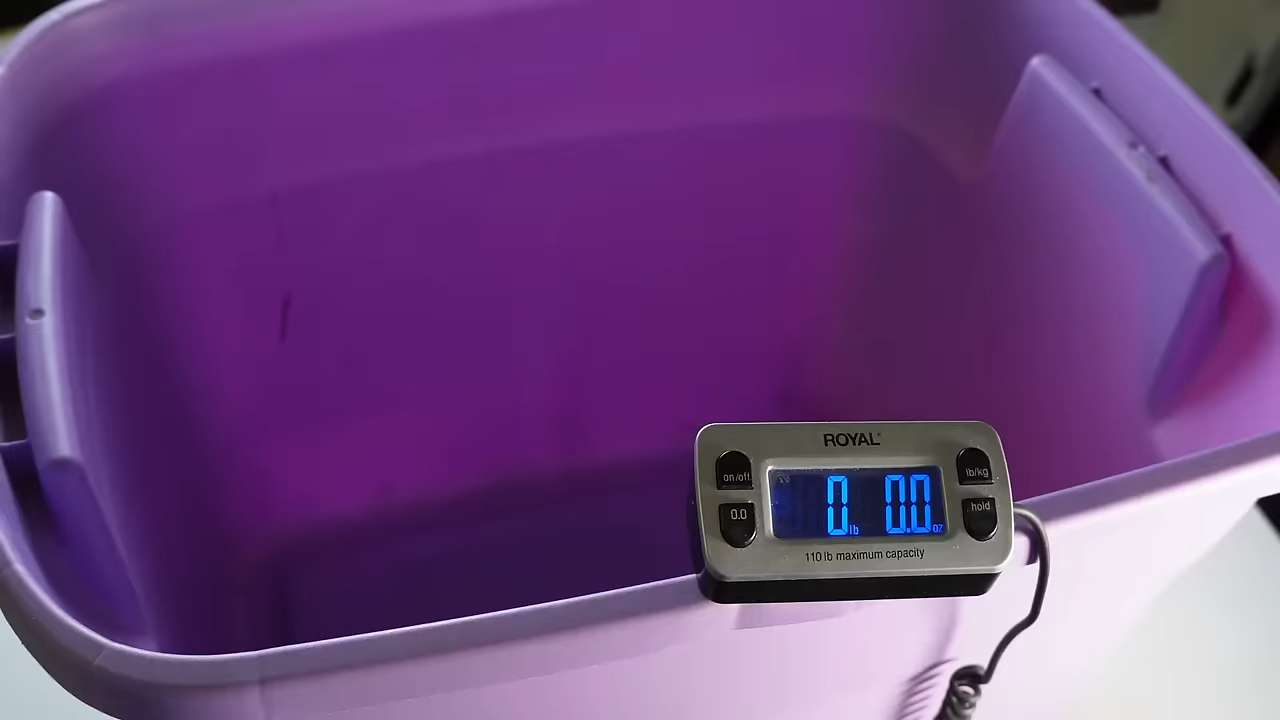 ROYAL®
on/off
lb/kg
0 lb 0.0 oz
0.0
hold
110 lb maximum capacity